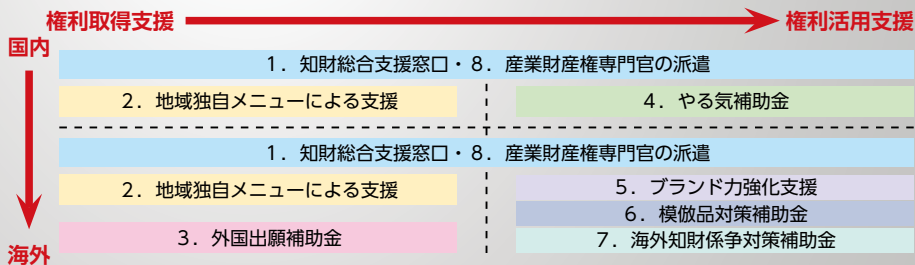 権利取得支援
権利活用支援
国内
1．知財総合支援窓口・8．産業財産権専門官の派遣
2．地域独自メニューによる支援
4．やる気補助金
1．知財総合支援窓口・8．産業財産権専門官の派遣
2．地域独自メニューによる支援
5．ブランド力強化支援
6．模倣品対策補助金
3．外国出願補助金
7．海外知財係争対策補助金
海外